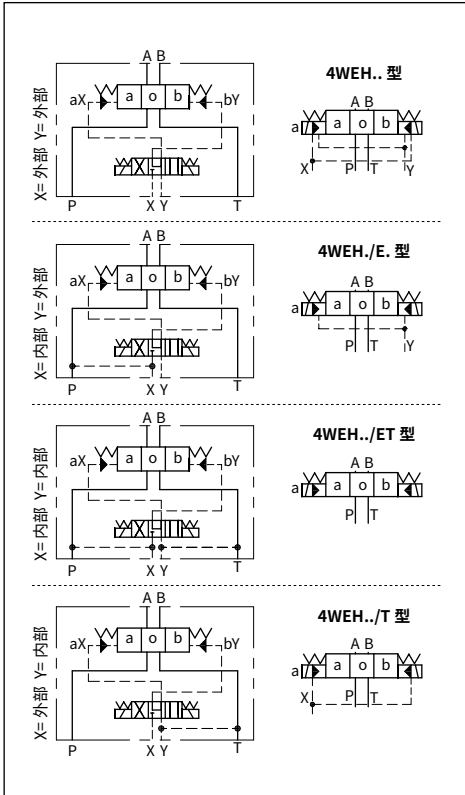 X= 外部 Y= 外部
A B
aX
a o b
bY
P X Y T
4WEH.. 型
A B
a
a o b
X P T Y
X= 内部 Y= 外部
A B
aX
a o b
bY
P X Y T
4WEH./E. 型
A B
a
a o b
P T Y
X= 内部 Y= 内部
A B
aX
a o b
bY
P X Y T
4WEH../ET 型
A B
a
a o b
P T
X= 外部 Y= 内部
A B
aX
a o b
bY
P X Y T
4WEH../T 型
A B
a
a o b
X P T